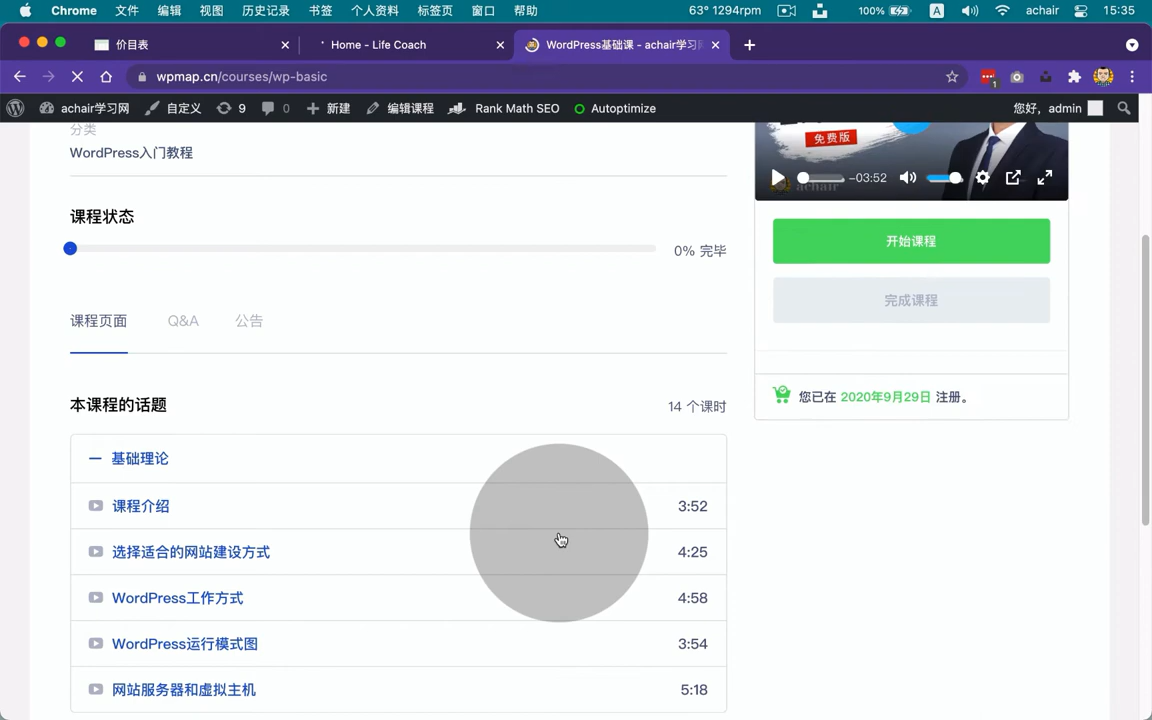 Chrome 文件 编辑 视图 历史记录 书签 个人资料 标签页 窗口 帮助 63° 1294rpm 100% A achair 15:35
价目表 Home - Life Coach WordPress基础课 - achair学习
wpmap.cn/courses/wp-basic 1
achair学习网 自定义 9 0 新建 编辑课程 Rank Math SEO Autoptimize 您好，admin
分类
WordPress入门教程
免费版
achair
−03:52
课程状态
0% 完毕
开始课程
完成课程
课程页面 Q&A 公告
您已在 2020年9月29日 注册。
本课程的话题 14 个课时
基础理论
课程介绍 3:52
选择适合的网站建设方式 4:25
WordPress工作方式 4:58
WordPress运行模式图 3:54
网站服务器和虚拟主机 5:18